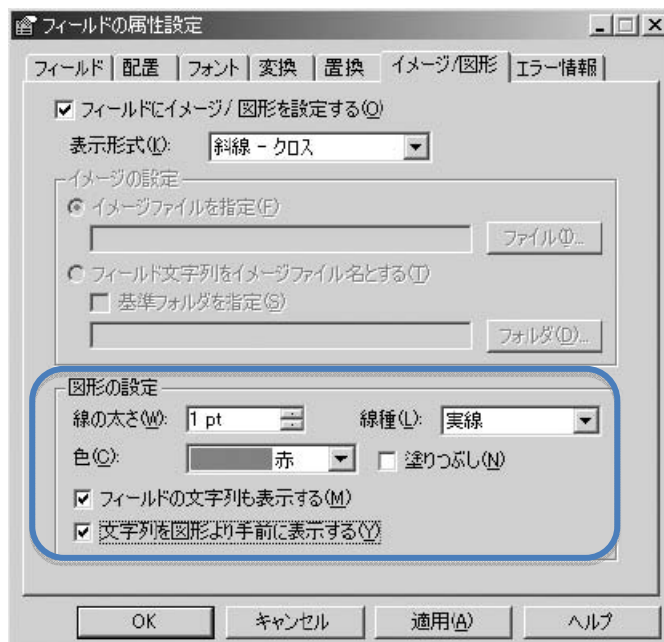 フィールドの属性設定
フィールド 配置 フォント 変換 置換 イメージ/図形 エラー情報
フィールドにイメージ/図形を設定する(O)
表示形式(K): 斜線 - クロス
イメージの設定
イメージファイルを指定(F)
ファイル(I)...
フィールド文字列をイメージファイル名とする(T)
基準フォルダを指定(S)
フォルダ(D)...
図形の設定
線の太さ(W): 1 pt 線種(L): 実線
色(C): 赤 塗りつぶし(N)
フィールドの文字列も表示する(M)
文字列を図形より手前に表示する(Y)
OK キャンセル 適用(A) ヘルプ